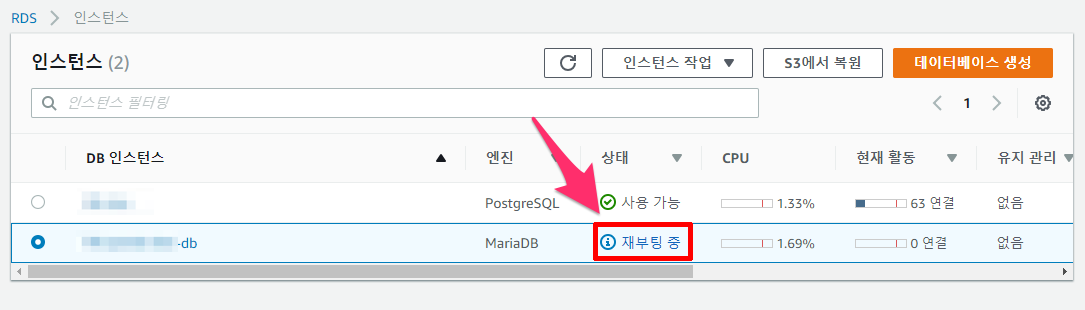 RDS > 인스턴스
인스턴스 (2)
인스턴스 작업
S3에서 복원
데이터베이스 생성
인스턴스 필터링
1
DB 인스턴스 엔진 상태 CPU 현재 활동 유지 관리
PostgreSQL 사용 가능 1.33% 63 연결 없음
-db MariaDB 재부팅 중 1.69% 0 연결 없음